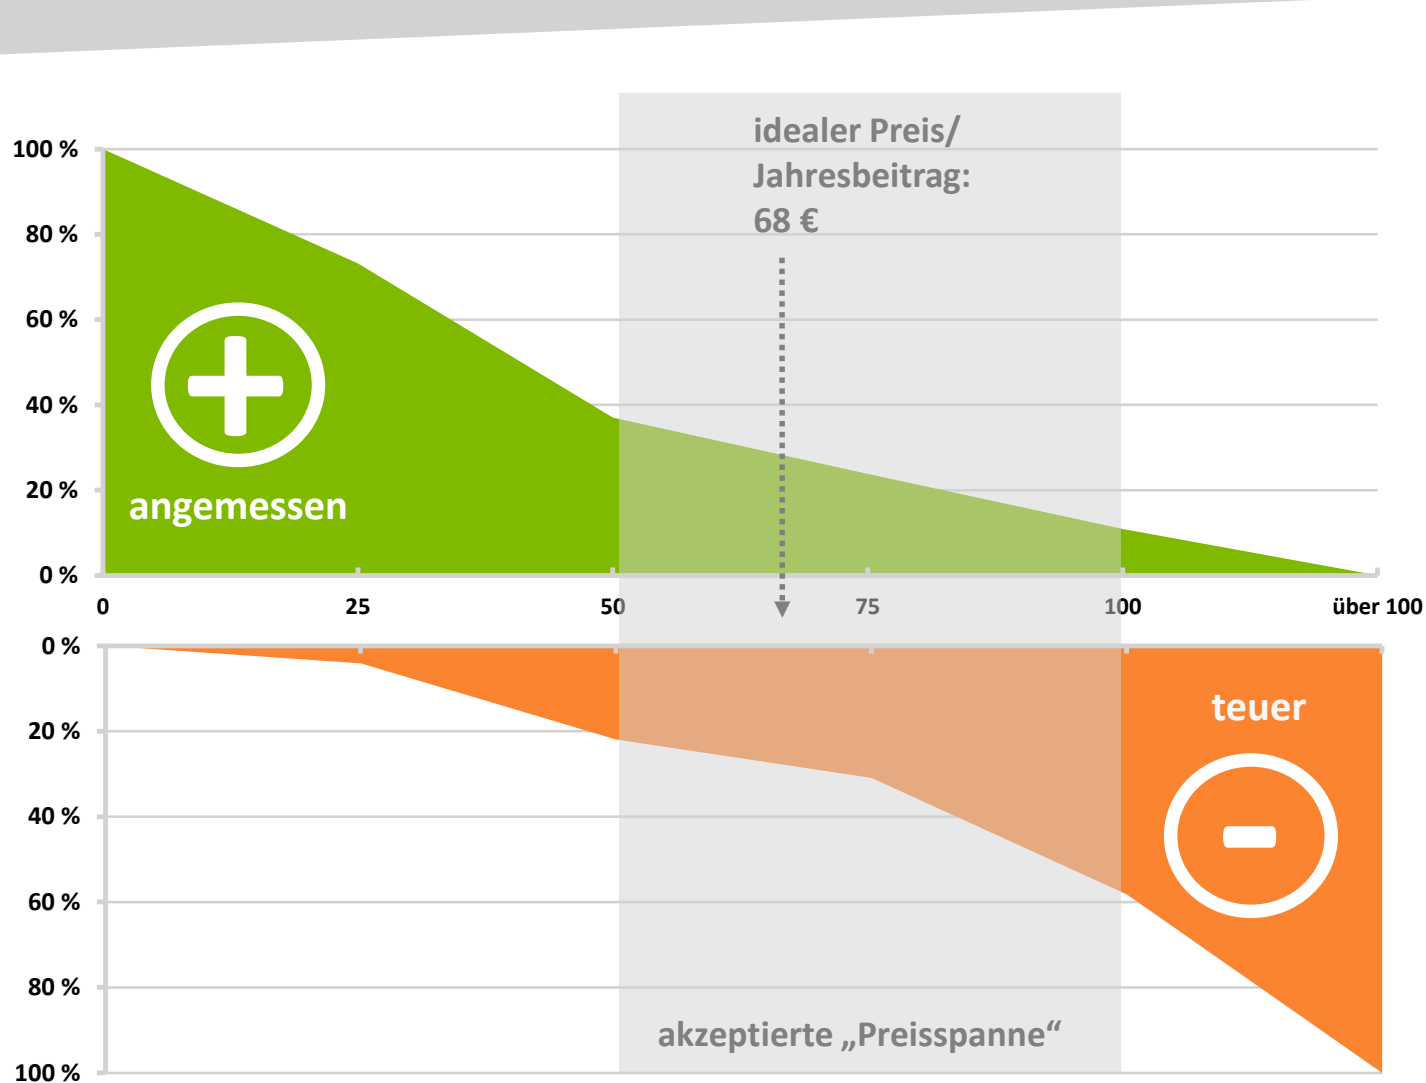 idealer Preis/
Jahresbeitrag:
68 €
100 %
80 %
60 %
40 %
20 %
0 %
angemessen
0 25 50 75 100 über 100
0 %
20 %
40 %
60 %
80 %
100 %
teuer
akzeptierte „Preisspanne“